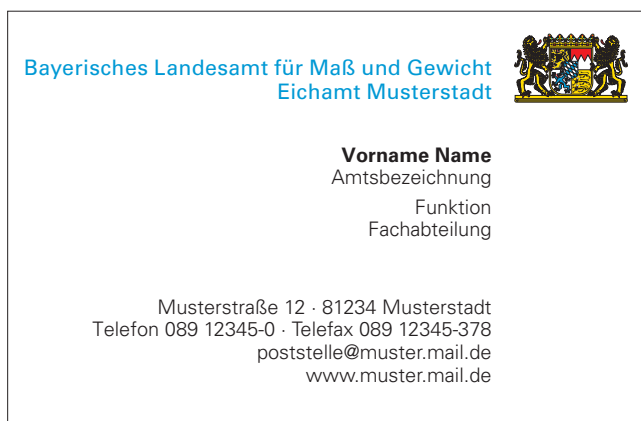 Bayerisches Landesamt für Maß und Gewicht
Eichamt Musterstadt
Vorname Name
Amtsbezeichnung
Funktion
Fachabteilung
Musterstraße 12 · 81234 Musterstadt
Telefon 089 12345-0 · Telefax 089 12345-378
poststelle@muster.mail.de
www.muster.mail.de